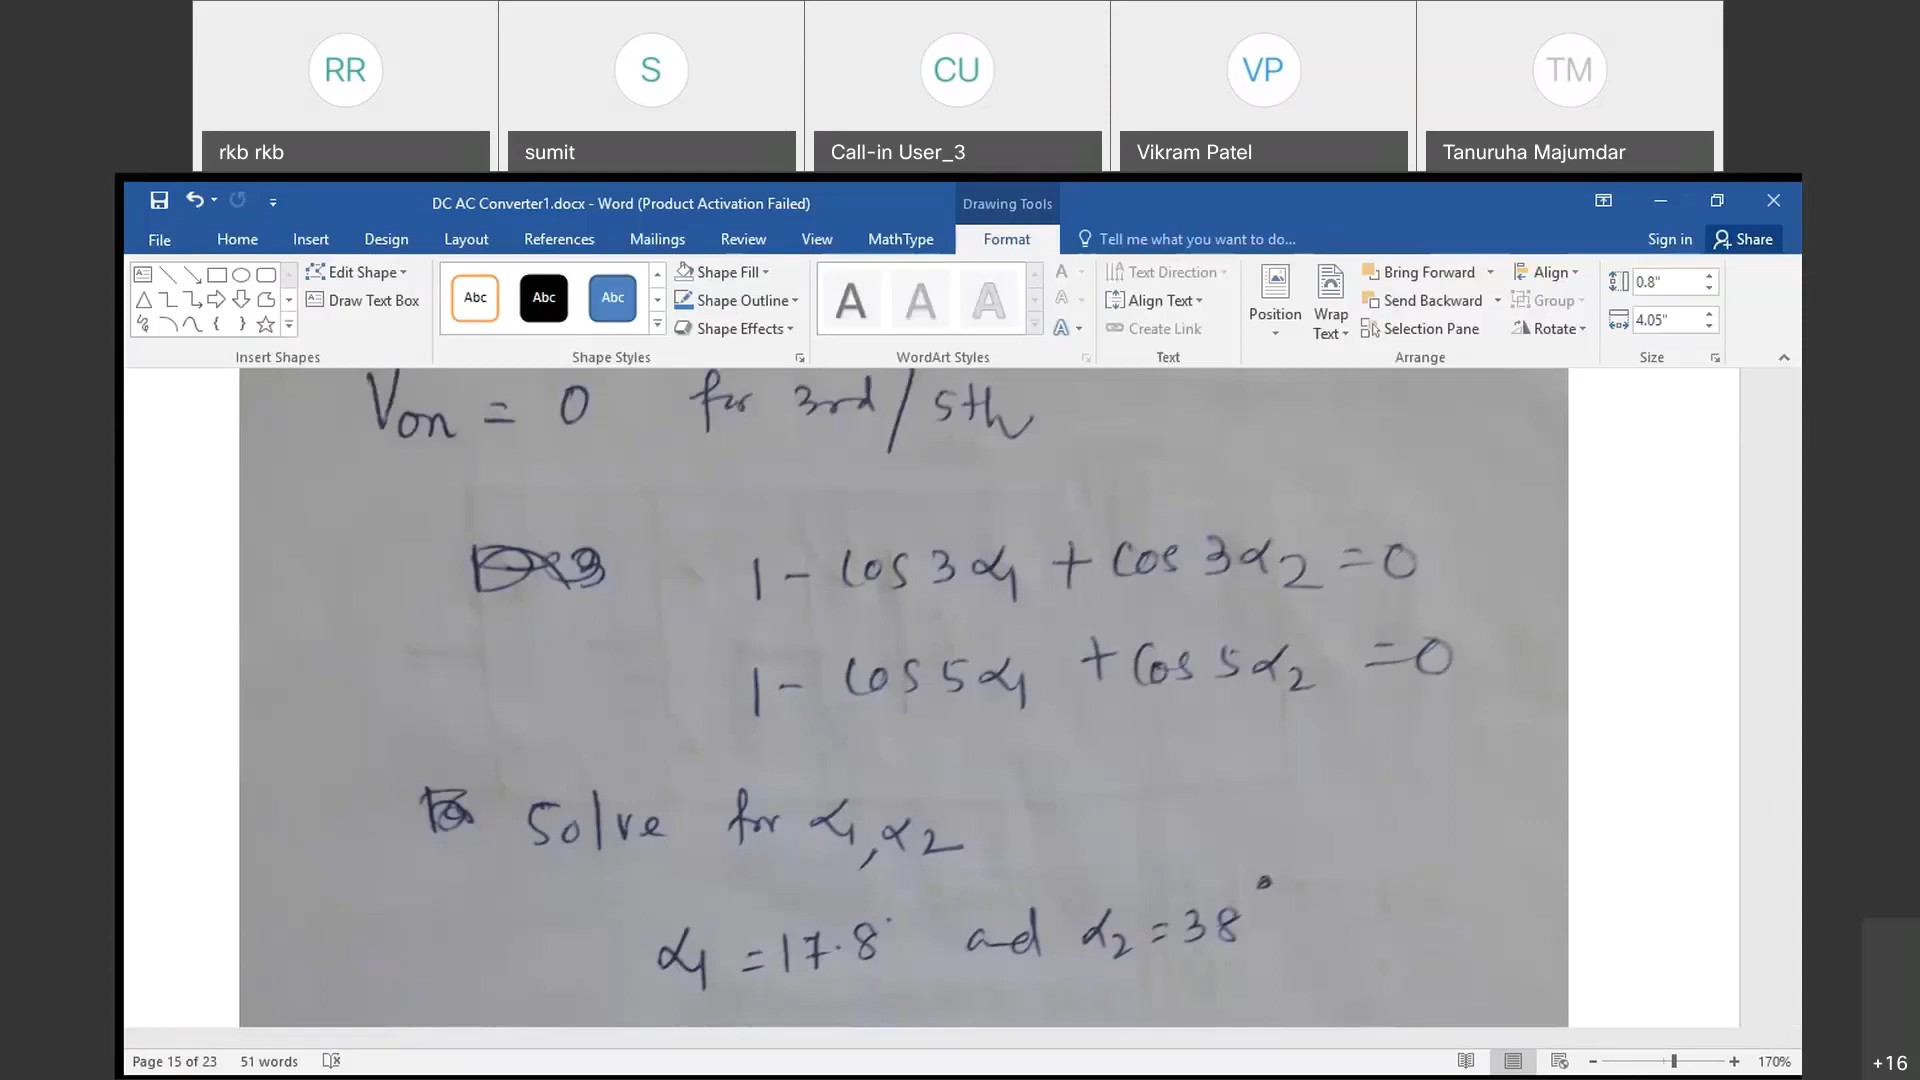 RR S CU VP TM
rkb rkb sumit Call-in User_3 Vikram Patel Tanuruha Majumdar
DC AC Converter1.docx - Word (Product Activation Failed) Drawing Tools
File Home Insert Design Layout References Mailings Review View MathType Format Tell me what you want to do... Sign in Share
Edit Shape
Draw Text Box
Insert Shapes
Abc Abc Abc
Shape Fill
Shape Outline
Shape Effects
Shape Styles
A A A
WordArt Styles
Text Direction
Align Text
Create Link
Text
Position
Wrap Text
Bring Forward
Send Backward
Selection Pane
Align
Group
Rotate
Arrange
0.8"
4.05"
Size
Von = 0 for 3rd / 5th
1 - cos 3α1 + cos 3α2 = 0
1 - cos 5α1 + cos 5α2 = 0
Solve for α1, α2
α1 = 17.8° and α2 = 38°
Page 15 of 23 51 words 170%
+16